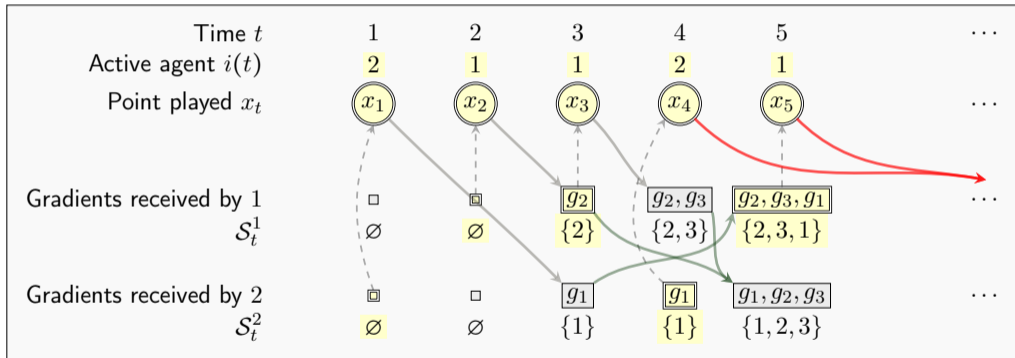 Time t 1 2 3 4 5 ...
Active agent i(t) 2 1 1 2 1
Point played x_t x_1 x_2 x_3 x_4 x_5 ...
Gradients received by 1 g_2 g_2, g_3 g_2, g_3, g_1 ...
𝒮_t^1 ∅ ∅ {2} {2, 3} {2, 3, 1}
Gradients received by 2 g_1 g_1 g_1, g_2, g_3 ...
𝒮_t^2 ∅ ∅ {1} {1} {1, 2, 3}